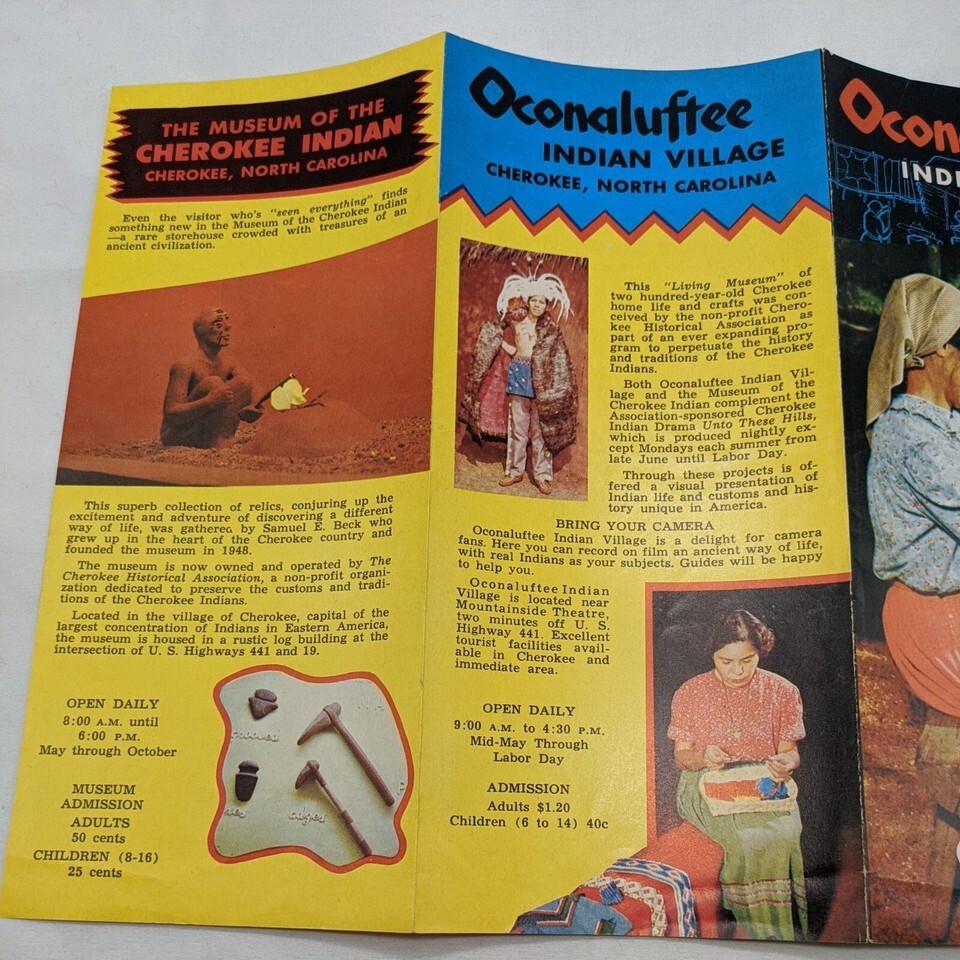 THE MUSEUM OF THE
CHEROKEE INDIAN
CHEROKEE, NORTH CAROLINA
Even the visitor who's "seen everything" finds
something new in the Museum of the Cherokee Indian
—a rare storehouse crowded with treasures of an
ancient civilization.
This superb collection of relics, conjuring up the
excitement and adventure of discovering a different
way of life, was gathered by Samuel E. Beck who
grew up in the heart of the Cherokee country and
founded the museum in 1948.
The museum is now owned and operated by The
Cherokee Historical Association, a non-profit organi-
zation dedicated to preserve the customs and tradi-
tions of the Cherokee Indians.
Located in the village of Cherokee, capital of the
largest concentration of Indians in Eastern America,
the museum is housed in a rustic log building at the
intersection of U. S. Highways 441 and 19.
OPEN DAILY
8:00 A.M. until
6:00 P.M.
May through October
MUSEUM
ADMISSION
ADULTS
50 cents
CHILDREN (8-16)
25 cents
Oconaluftee
INDIAN VILLAGE
CHEROKEE, NORTH CAROLINA
This "Living Museum" of
two hundred-year-old Cherokee
home life and crafts was con-
ceived by the non-profit Chero-
kee Historical Association as
part of an ever expanding pro-
gram to perpetuate the history
and traditions of the Cherokee
Indians.
Both Oconaluftee Indian Vil-
lage and the Museum of the
Cherokee Indian complement the
Association-sponsored Cherokee
Indian Drama Unto These Hills,
which is produced nightly ex-
cept Mondays each summer from
late June until Labor Day.
Through these projects is of-
fered a visual presentation of
Indian life and customs and his-
tory unique in America.
BRING YOUR CAMERA
Oconaluftee Indian Village is a delight for camera
fans. Here you can record on film an ancient way of life,
with real Indians as your subjects. Guides will be happy
to help you.
Oconaluftee Indian
Village is located near
Mountainside Theatre,
two minutes off U. S.
Highway 441. Excellent
tourist facilities avail-
able in Cherokee and
immediate area.
OPEN DAILY
9:00 A.M. to 4:30 P.M.
Mid-May Through
Labor Day
ADMISSION
Adults $1.20
Children (6 to 14) 40c
Ocon
INDI